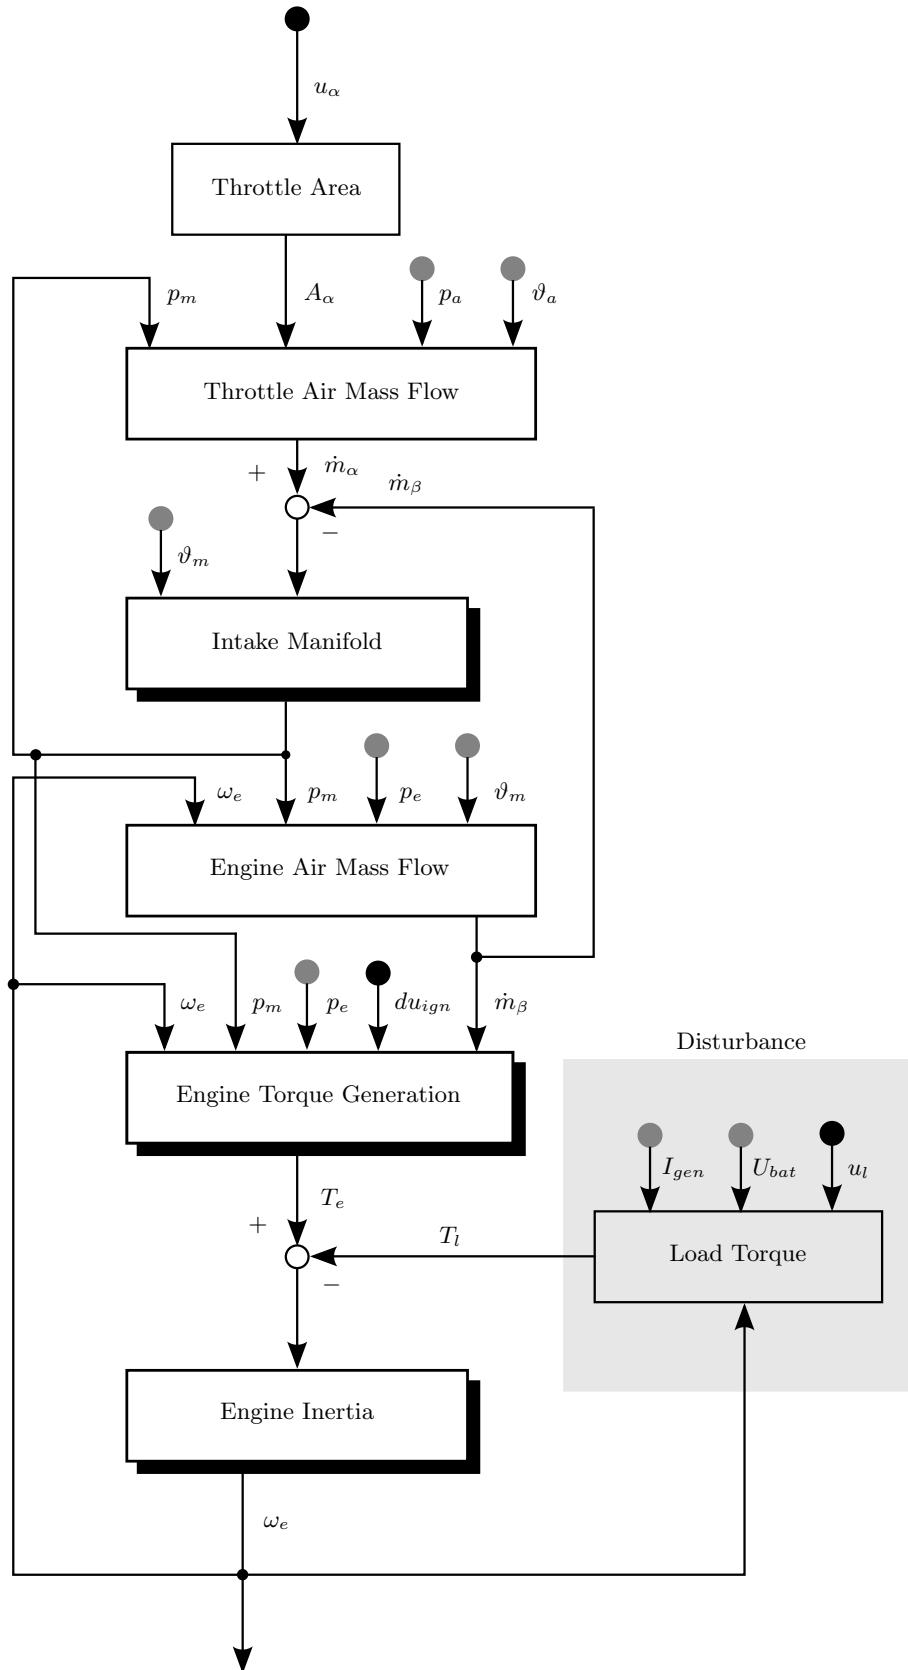 u_α
Throttle Area
p_m A_α p_a ϑ_a
Throttle Air Mass Flow
+ ṁ_α ṁ_β
−
ϑ_m
Intake Manifold
ω_e p_m p_e ϑ_m
Engine Air Mass Flow
ω_e p_m p_e du_ign ṁ_β
Disturbance
Engine Torque Generation
I_gen U_bat u_l
T_e
+ T_l
Load Torque
−
Engine Inertia
ω_e